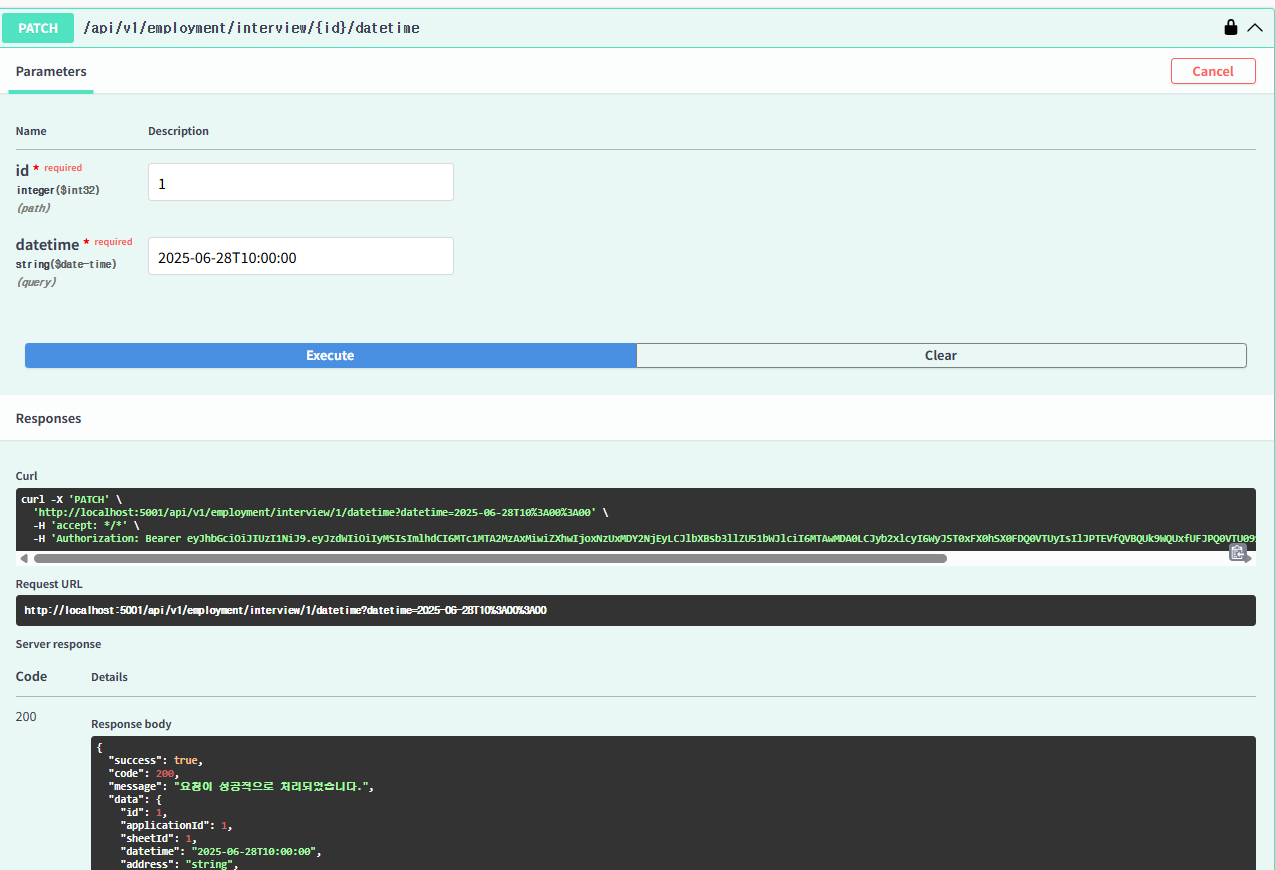 PATCH /api/v1/employment/interview/{id}/datetime
Parameters
Cancel
Name Description
id * required
integer($int32)
(path)
1
datetime * required
string($date-time)
(query)
2025-06-28T10:00:00
Execute Clear
Responses
Curl
curl -X 'PATCH' \
'http://localhost:5001/api/v1/employment/interview/1/datetime?datetime=2025-06-28T10%3A00%3A00' \
-H 'accept: */*' \
-H 'Authorization: Bearer
Request URL
http://localhost:5001/api/v1/employment/interview/1/datetime?datetime=2025-06-28T10%3A00%3A00
Server response
Code Details
200
Response body
{
"success": true,
"code": 200,
"message": "요청이 성공적으로 처리되었습니다.",
"data": {
"id": 1,
"applicationId": 1,
"sheetId": 1,
"datetime": "2025-06-28T10:00:00",
"address": "string",